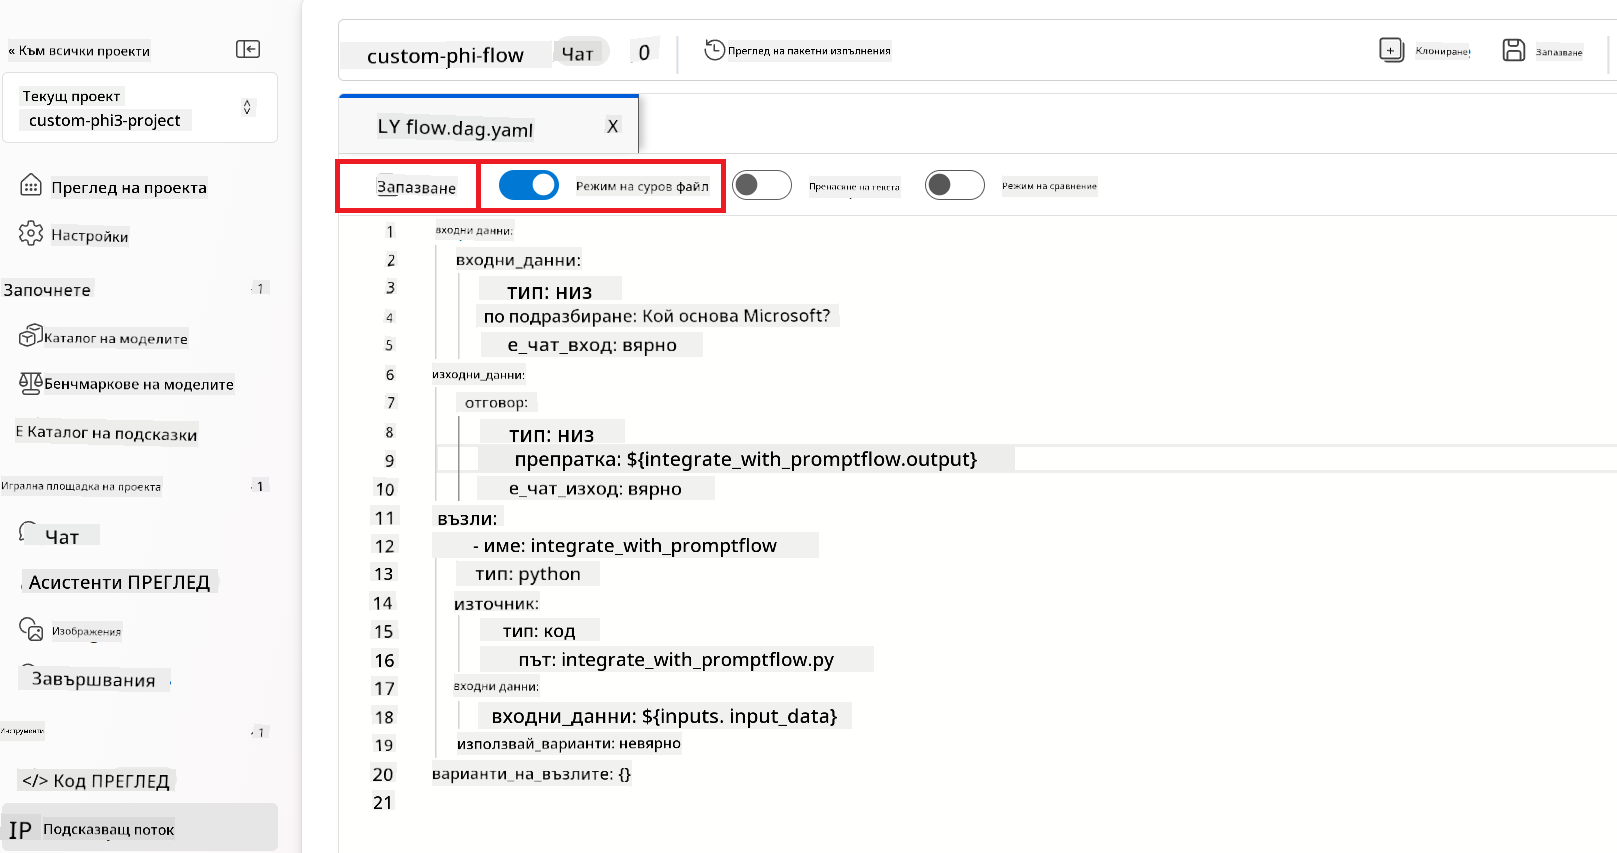 « Към всички проекти
Текущ проект
custom-phi3-project
Преглед на проекта
Настройки
Започнете
Каталог на моделите
Бенчмаркове на моделите
E Каталог на подсказки
Игрална площадка на проекта
Чат
Асистенти ПРЕГЛЕД
Изображения
Завършвания
Инструменти
</> Код ПРЕГЛЕД
IP Подсказващ поток
custom-phi-flow Чат 0 Преглед на пакетни изпълнения Клониране Запазване
LY flow.dag.yaml X
Запазване Режим на суров файл Пренасяне на текста Режим на сравнение
1 входни данни:
2 входни_данни:
3 тип: низ
4 по подразбиране: Кой основа Microsoft?
5 е_чат_вход: вярно
6 изходни_данни:
7 отговор:
8 тип: низ
9 препратка: ${integrate_with_promptflow.output}
10 е_чат_изход: вярно
11 възли:
12 - име: integrate_with_promptflow
13 тип: python
14 източник:
15 тип: код
16 път: integrate_with_promptflow.py
17 входни данни:
18 входни_данни: ${inputs. input_data}
19 използвай_варианти: невярно
20 варианти_на_възлите: {}
21